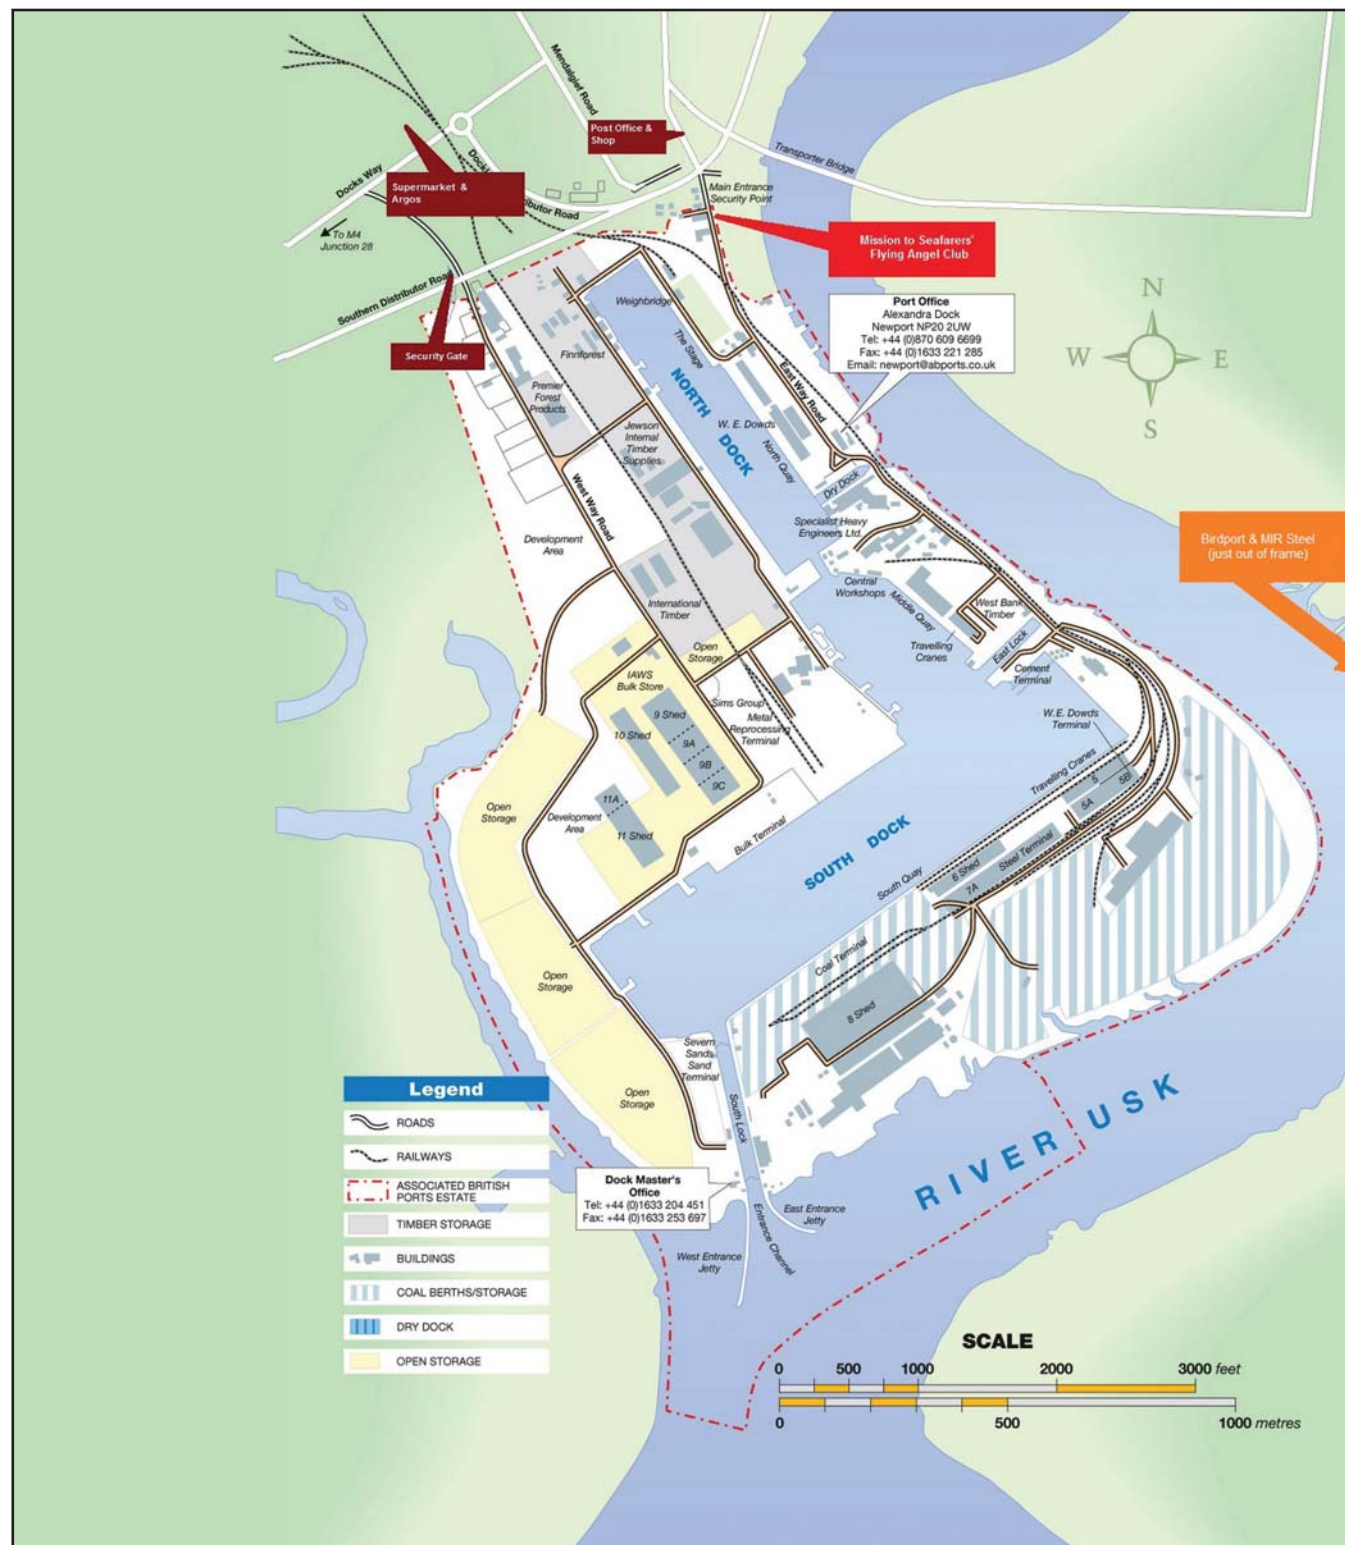 Mendalgief Road
Post Office &
Shop
Docks Way
Supermarket &
Argos
tributor Road
Transporter Bridge
Main Entrance
Security Point
To M4
Junction 28
Mission to Seafarers'
Flying Angel Club
Southern Distributor Road
Security Gate
Weighbridge
The Stage
Port Office
Alexandra Dock
Newport NP20 2UW
Tel: +44 (0)870 609 6699
Fax: +44 (0)1633 221 285
Email: newport@abports.co.uk
N
W
E
S
Finnforest
NORTH DOCK
East Way Road
Premier
Forest
Products
Jewson
Internal
Timber
Supplies
W. E. Dowds
North Quay
Dry Dock
West Way Road
Specialist Heavy
Engineers Ltd.
Birdport & MIR Steel
(just out of frame)
Development
Area
Central
Workshops
Middle Quay
West Bank
Timber
International
Timber
Travelling
Cranes
East Lock
Open
Storage
Cement
Terminal
IAWS
Bulk Store
Sims Group
Metal
Reprocessing
Terminal
W.E. Dowds
Terminal
9 Shed
10 Shed
9A
9B
9C
Travelling Cranes
5
5B
5A
11A
Development
Area
11 Shed
Open
Storage
Bulk Terminal
SOUTH DOCK
South Quay
6 Shed
7A
Steel Terminal
Coal Terminal
Open
Storage
8 Shed
Severn
Sands
Sand
Terminal
Open
Storage
South Lock
RIVER USK
Legend
ROADS
RAILWAYS
ASSOCIATED BRITISH
PORTS ESTATE
TIMBER STORAGE
BUILDINGS
COAL BERTHS/STORAGE
DRY DOCK
OPEN STORAGE
Dock Master's
Office
Tel: +44 (0)1633 204 451
Fax: +44 (0)1633 253 697
East Entrance
Jetty
Entrance Channel
West Entrance
Jetty
SCALE
0 500 1000 2000 3000 feet
0 500 1000 metres